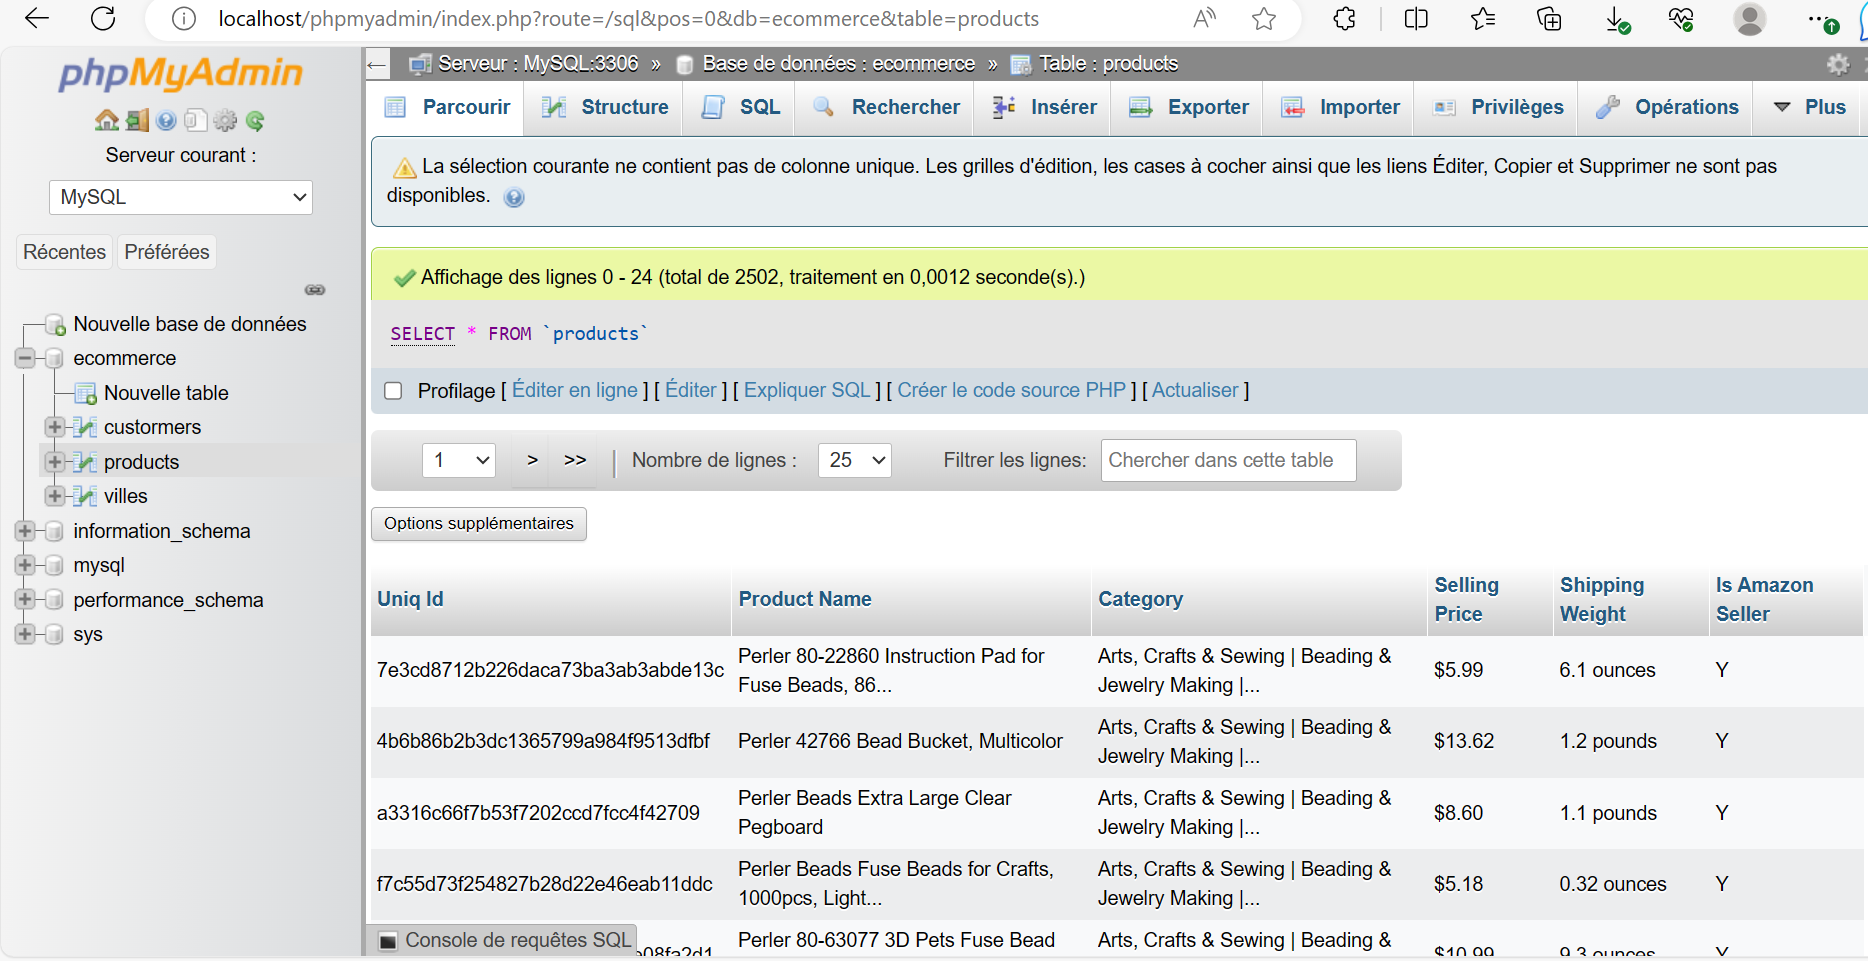 localhost/phpmyadmin/index.php?route=/sql&pos=0&db=ecommerce&table=products
phpMyAdmin
Serveur courant :
MySQL
Récentes
Préférées
Nouvelle base de données
ecommerce
Nouvelle table
custormers
products
villes
information_schema
mysql
performance_schema
sys
Serveur : MySQL:3306 » Base de données : ecommerce » Table : products
Parcourir Structure SQL Rechercher Insérer Exporter Importer Privilèges Opérations Plus
La sélection courante ne contient pas de colonne unique. Les grilles d'édition, les cases à cocher ainsi que les liens Éditer, Copier et Supprimer ne sont pas
disponibles.
Affichage des lignes 0 - 24 (total de 2502, traitement en 0,0012 seconde(s).)
SELECT * FROM `products`
Profilage [ Éditer en ligne ] [ Éditer ] [ Expliquer SQL ] [ Créer le code source PHP ] [ Actualiser ]
1 > >> | Nombre de lignes : 25 Filtrer les lignes: Chercher dans cette table
Options supplémentaires
Uniq Id Product Name Category Selling Price Shipping Weight Is Amazon Seller
7e3cd8712b226daca73ba3ab3abde13c Perler 80-22860 Instruction Pad for Fuse Beads, 86... Arts, Crafts & Sewing | Beading & Jewelry Making |... $5.99 6.1 ounces Y
4b6b86b2b3dc1365799a984f9513dfbf Perler 42766 Bead Bucket, Multicolor Arts, Crafts & Sewing | Beading & Jewelry Making |... $13.62 1.2 pounds Y
a3316c66f7b53f7202ccd7fcc4f42709 Perler Beads Extra Large Clear Pegboard Arts, Crafts & Sewing | Beading & Jewelry Making |... $8.60 1.1 pounds Y
f7c55d73f254827b28d22e46eab11ddc Perler Beads Fuse Beads for Crafts, 1000pcs, Light... Arts, Crafts & Sewing | Beading & Jewelry Making |... $5.18 0.32 ounces Y
Perler 80-63077 3D Pets Fuse Bead Arts, Crafts & Sewing | Beading & $10.99 9.3 ounces Y
Console de requêtes SQL